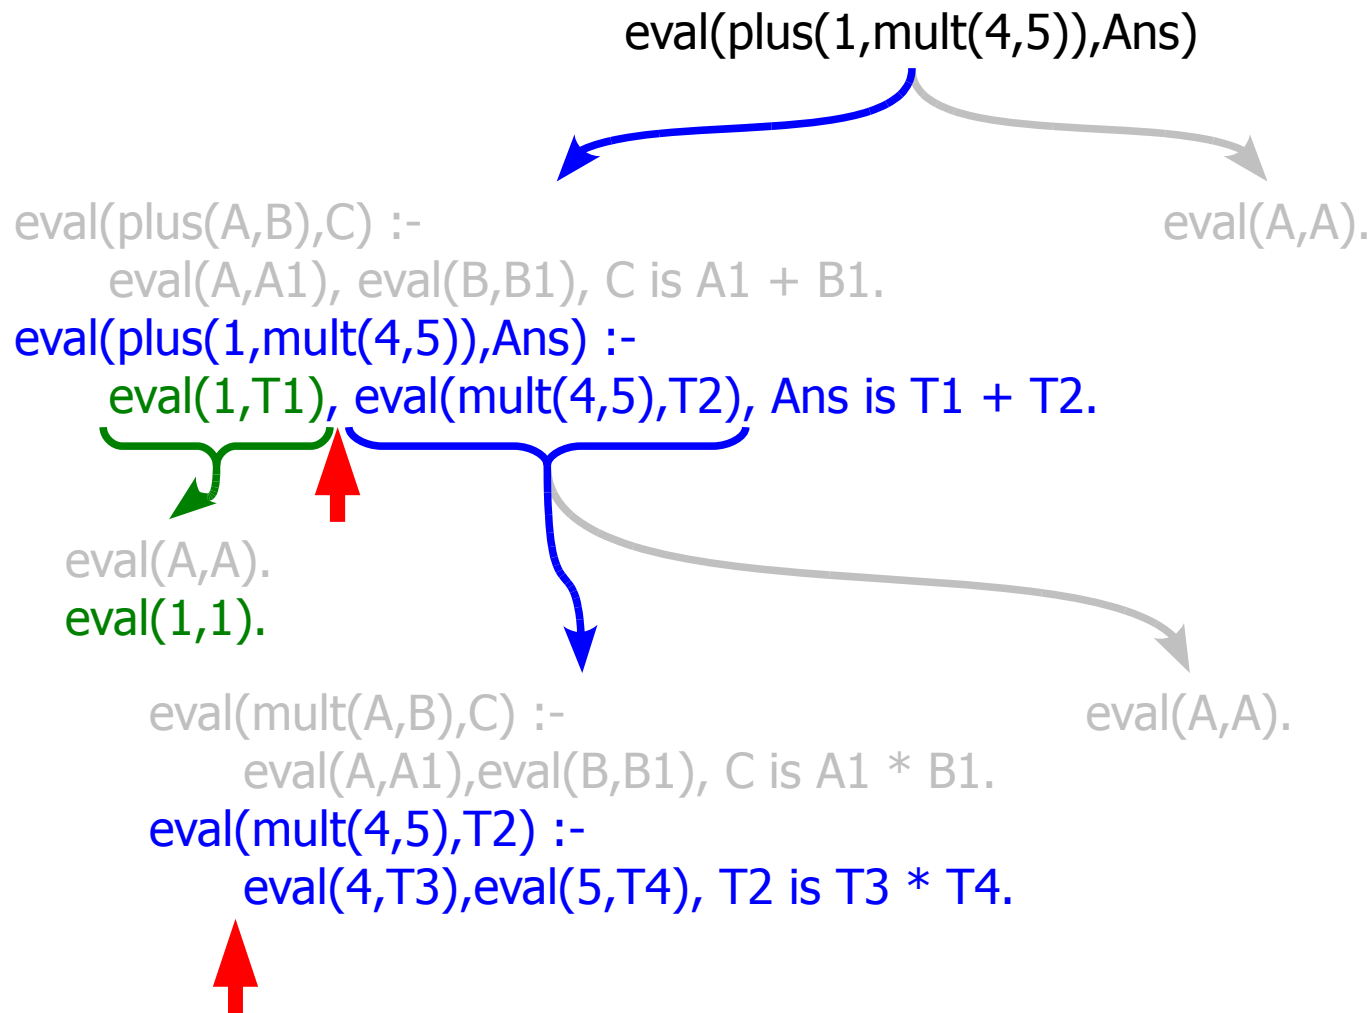 eval(plus(1,mult(4,5)),Ans)
eval(plus(A,B),C) :-
eval(A,A).
eval(A,A1), eval(B,B1), C is A1 + B1.
eval(plus(1,mult(4,5)),Ans) :-
eval(1,T1), eval(mult(4,5),T2), Ans is T1 + T2.
eval(A,A).
eval(1,1).
eval(mult(A,B),C) :-
eval(A,A).
eval(A,A1),eval(B,B1), C is A1 * B1.
eval(mult(4,5),T2) :-
eval(4,T3),eval(5,T4), T2 is T3 * T4.